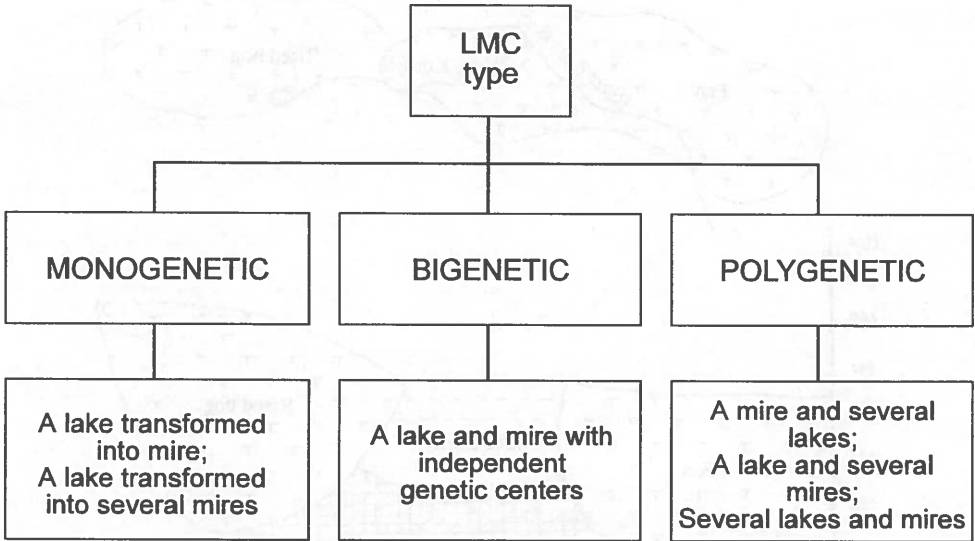 LMC
type
MONOGENETIC
BIGENETIC
POLYGENETIC
A lake transformed
into mire;
A lake transformed
into several mires
A lake and mire with
independent
genetic centers
A mire and several
lakes;
A lake and several
mires;
Several lakes and mires